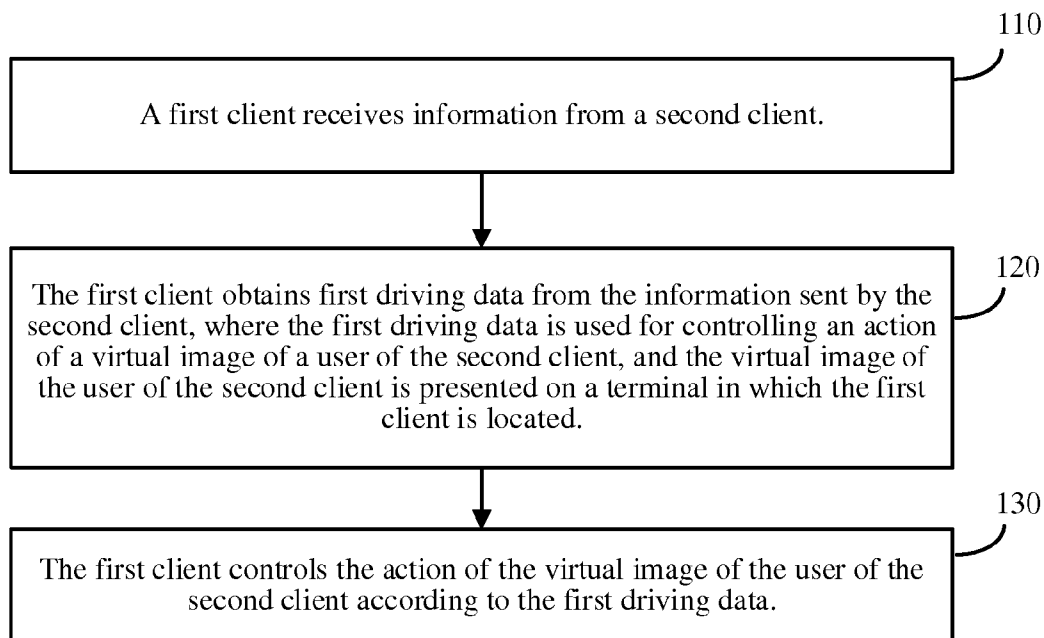 110
A first client receives information from a second client.
120
The first client obtains first driving data from the information sent by the
second client, where the first driving data is used for controlling an action
of a virtual image of a user of the second client, and the virtual image of
the user of the second client is presented on a terminal in which the first
client is located.
130
The first client controls the action of the virtual image of the user of the
second client according to the first driving data.